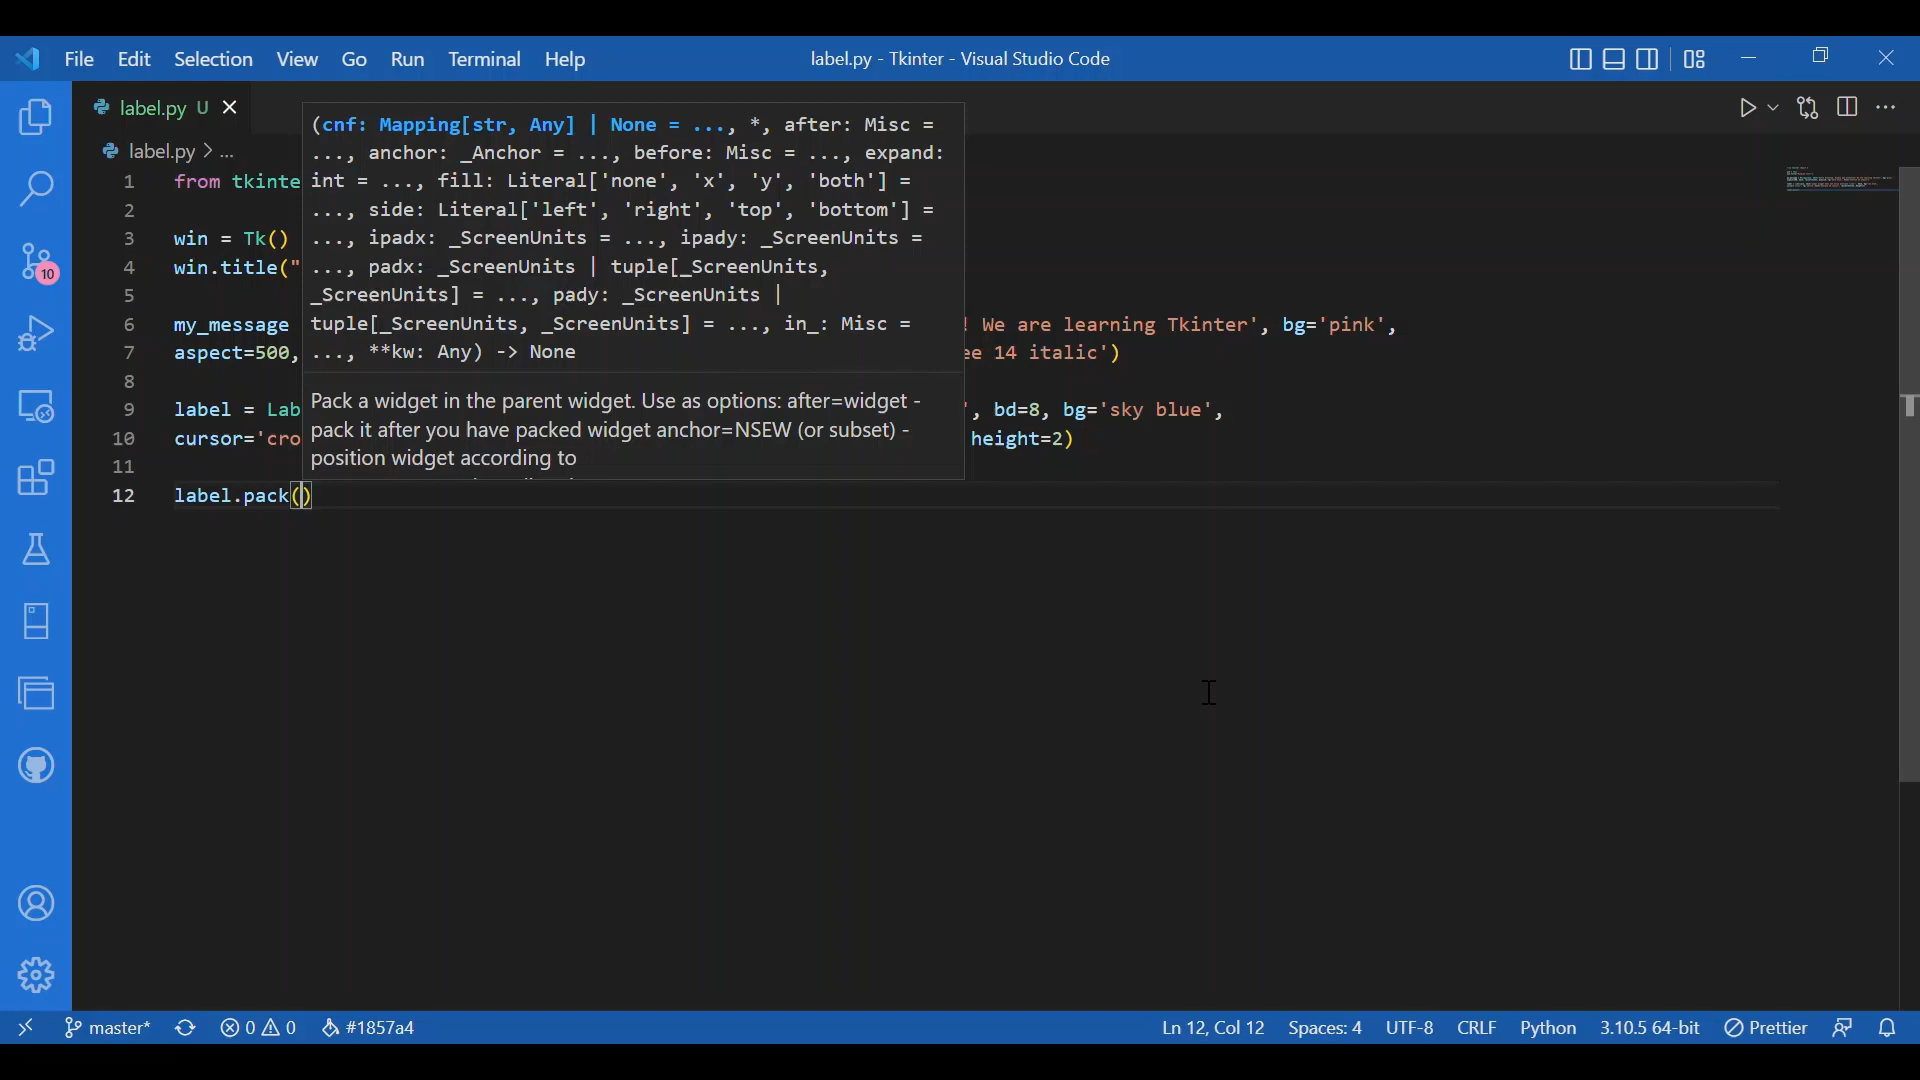 File Edit Selection View Go Run Terminal Help label.py - Tkinter - Visual Studio Code
label.py U
label.py > ...
(cnf: Mapping[str, Any] | None = ..., *, after: Misc =
..., anchor: _Anchor = ..., before: Misc = ..., expand:
int = ..., fill: Literal['none', 'x', 'y', 'both'] =
..., side: Literal['left', 'right', 'top', 'bottom'] =
..., ipadx: _ScreenUnits = ..., ipady: _ScreenUnits =
..., padx: _ScreenUnits | tuple[_ScreenUnits,
_ScreenUnits] = ..., pady: _ScreenUnits |
tuple[_ScreenUnits, _ScreenUnits] = ..., in_: Misc =
..., **kw: Any) -> None
Pack a widget in the parent widget. Use as options: after=widget -
pack it after you have packed widget anchor=NSEW (or subset) -
position widget according to
1 from tkinte
2
3 win = Tk()
4 win.title("
5
6 my_message ! We are learning Tkinter', bg='pink',
7 aspect=500, ee 14 italic')
8
9 label = Lab ', bd=8, bg='sky blue',
10 cursor='cro height=2)
11
12 label.pack()
10
master* 0 0 #1857a4 Ln 12, Col 12 Spaces: 4 UTF-8 CRLF Python 3.10.5 64-bit Prettier